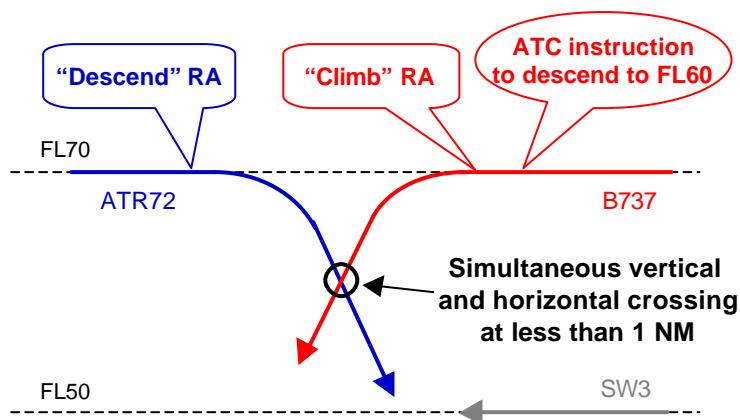 “Descend” RA
“Climb” RA
ATC instruction
to descend to FL60
FL70
ATR72
B737
Simultaneous vertical
and horizontal crossing
at less than 1 NM
FL50
SW3